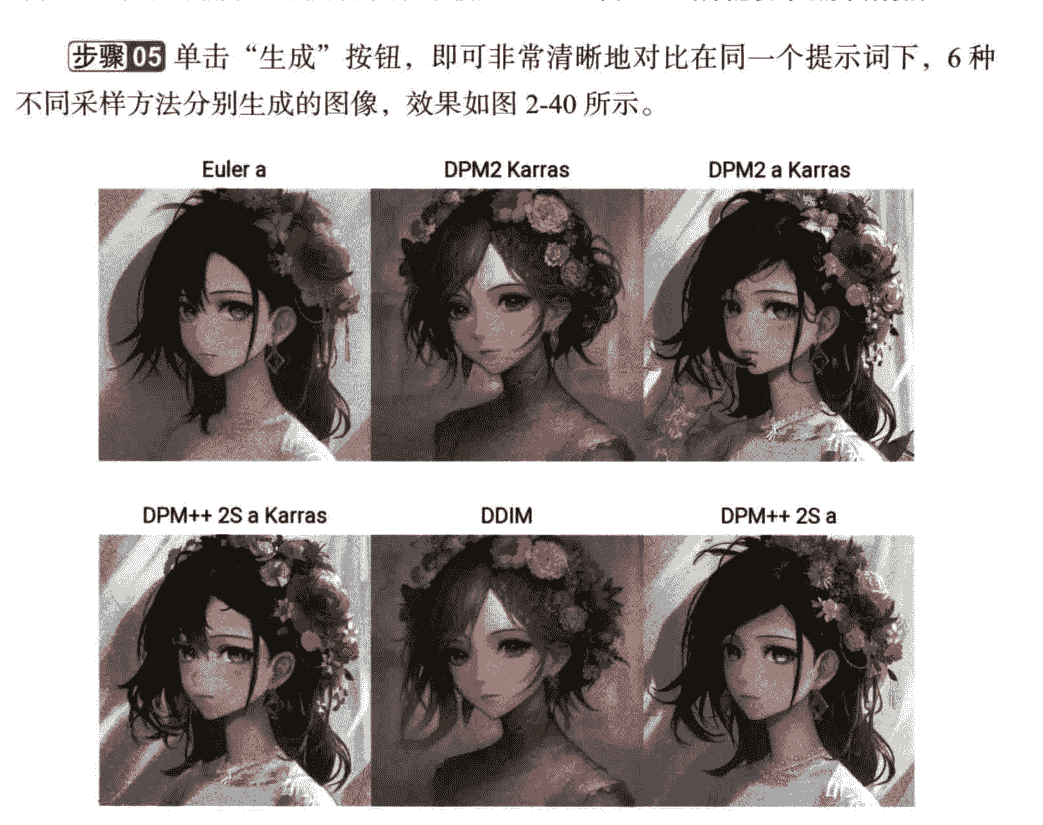 步骤 05 单击“生成”按钮，即可非常清晰地对比在同一个提示词下，6 种
不同采样方法分别生成的图像，效果如图 2-40 所示。
Euler a DPM2 Karras DPM2 a Karras
DPM++ 2S a Karras DDIM DPM++ 2S a